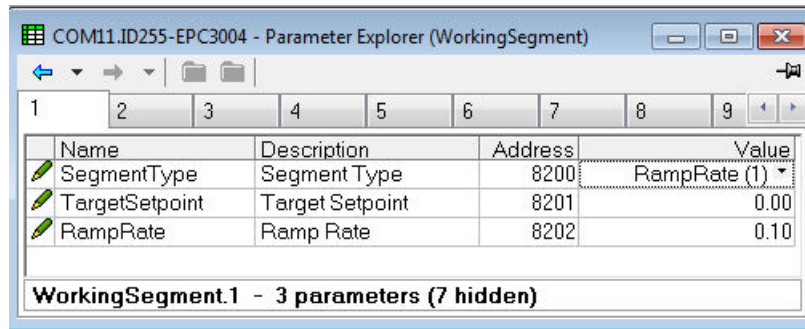 COM11.ID255-EPC3004 - Parameter Explorer (WorkingSegment)
1 2 3 4 5 6 7 8 9
Name Description Address Value
SegmentType Segment Type 8200 RampRate (1)
TargetSetpoint Target Setpoint 8201 0.00
RampRate Ramp Rate 8202 0.10
WorkingSegment.1 - 3 parameters (7 hidden)